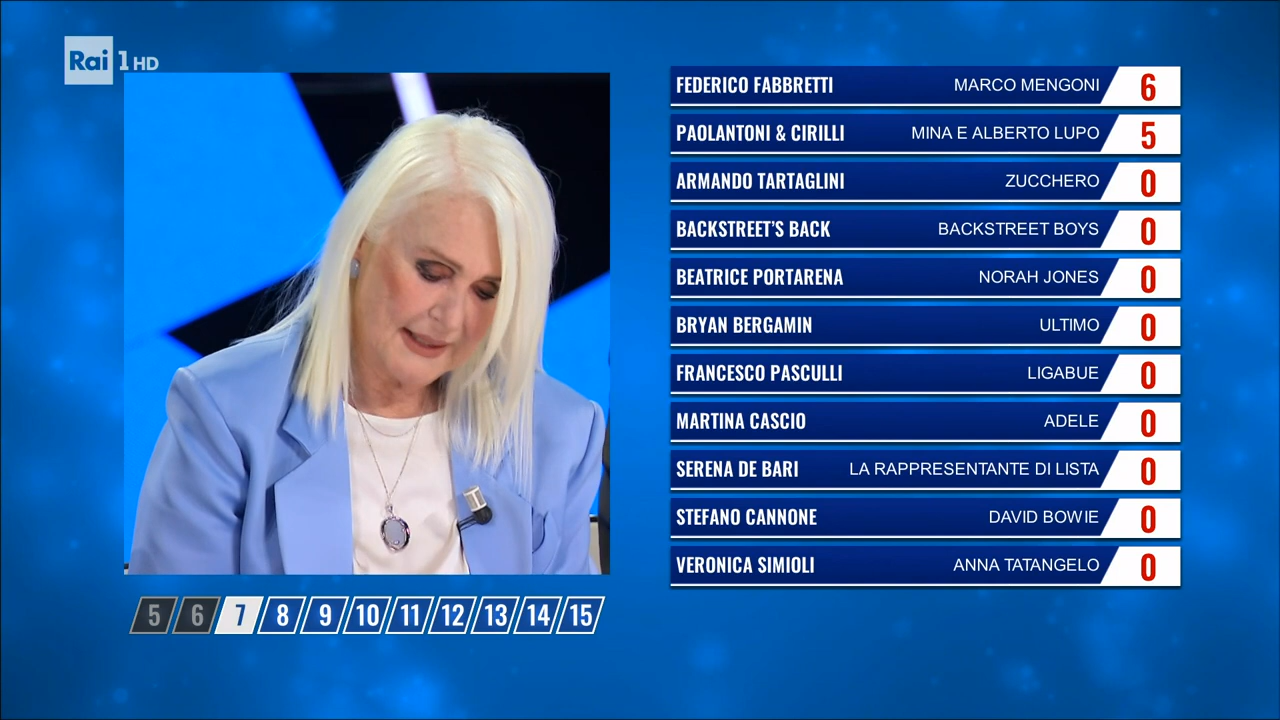 Rai 1 HD
FEDERICO FABBRETTI MARCO MENGONI 6
PAOLANTONI & CIRILLI MINA E ALBERTO LUPO 5
ARMANDO TARTAGLINI ZUCCHERO 0
BACKSTREET'S BACK BACKSTREET BOYS 0
BEATRICE PORTARENA NORAH JONES 0
BRYAN BERGAMIN ULTIMO 0
FRANCESCO PASCULLI LIGABUE 0
MARTINA CASCIO ADELE 0
SERENA DE BARI LA RAPPRESENTANTE DI LISTA 0
STEFANO CANNONE DAVID BOWIE 0
VERONICA SIMIOLI ANNA TATANGELO 0
5 6 7 8 9 10 11 12 13 14 15